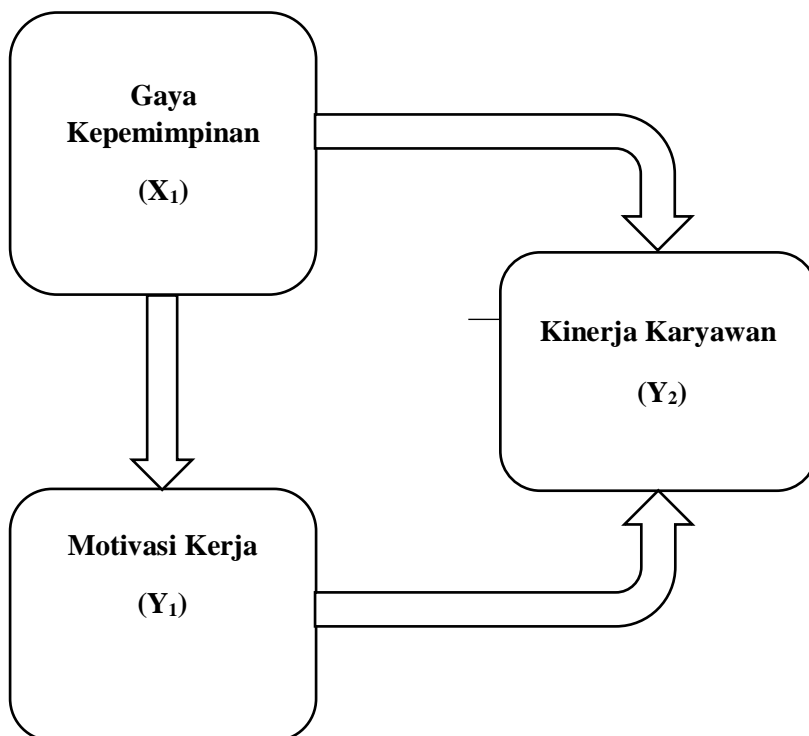 Gaya
Kepemimpinan
(X₁)
Kinerja Karyawan
(Y₂)
Motivasi Kerja
(Y₁)